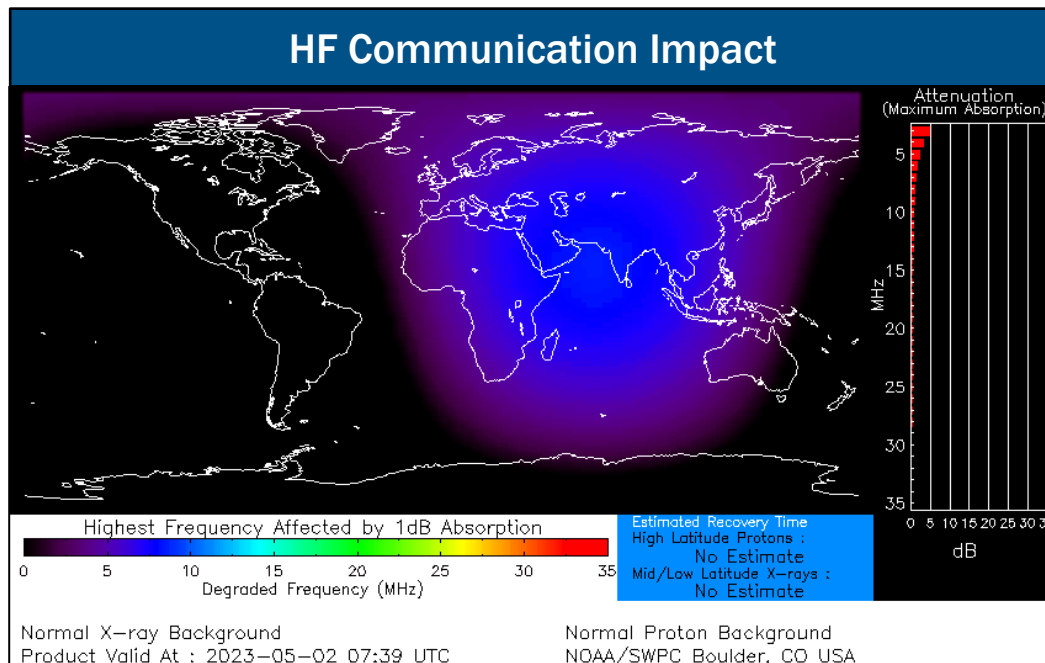 HF Communication Impact
Attenuation
(Maximum Absorption)
5
10
15
20
25
30
35
MHz
0 5 10 15 20 25 30 3
dB
Highest Frequency Affected by 1dB Absorption
0 5 10 15 20 25 30 35
Degraded Frequency (MHz)
Estimated Recovery Time
High Latitude Protons :
No Estimate
Mid/Low Latitude X-rays :
No Estimate
Normal X-ray Background
Product Valid At : 2023-05-02 07:39 UTC
Normal Proton Background
NOAA/SWPC Boulder, CO USA